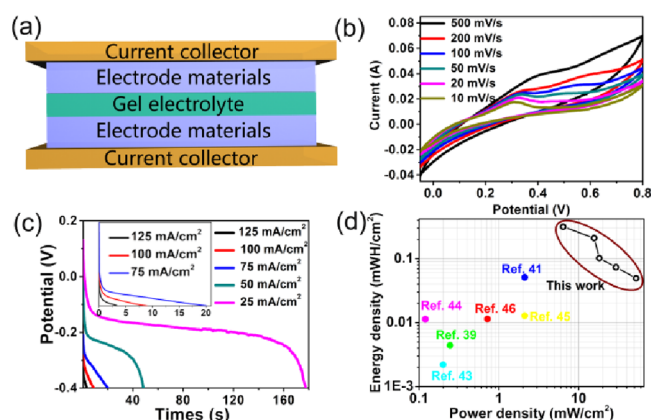 (a)
Current collector
Electrode materials
Gel electrolyte
Electrode materials
Current collector
(b)
0.08
0.06
0.04
0.02
0.00
-0.02
-0.04
Current (A)
500 mV/s
200 mV/s
100 mV/s
50 mV/s
20 mV/s
10 mV/s
0.0 0.2 0.4 0.6 0.8
Potential (V)
(c)
0.2
0.0
-0.2
-0.4
Potential (V)
125 mA/cm²
100 mA/cm²
75 mA/cm²
0 5 10 15 20
125 mA/cm²
100 mA/cm²
75 mA/cm²
50 mA/cm²
25 mA/cm²
0 40 80 120 160
Times (s)
(d)
Energy density (mWH/cm²)
0.1
0.01
1E-3
Ref. 41
This work
Ref. 44
Ref. 46
Ref. 45
Ref. 39
Ref. 43
0.1 1 10
Power density (mW/cm²)